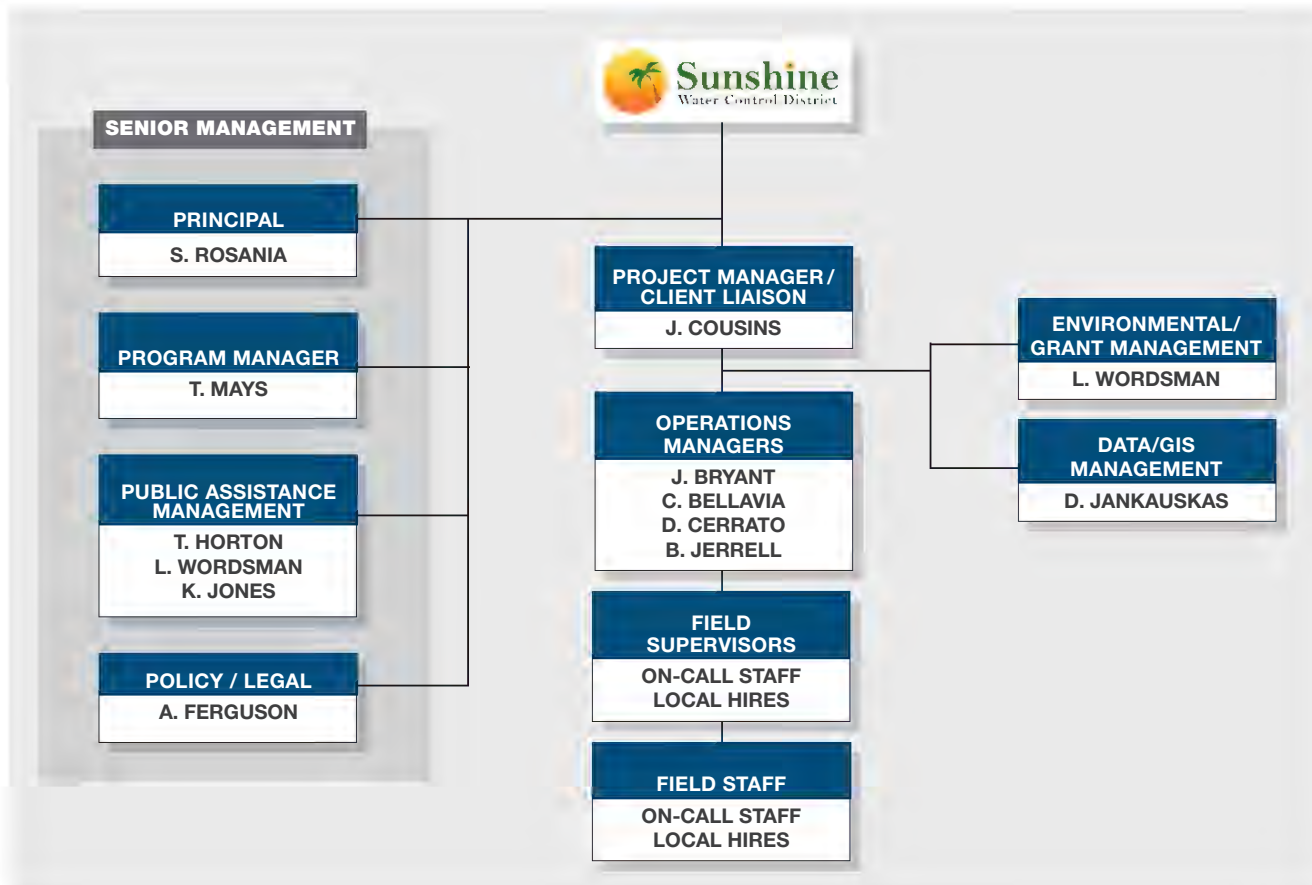 Sunshine
Water Control District
SENIOR MANAGEMENT
PRINCIPAL
S. ROSANIA
PROGRAM MANAGER
T. MAYS
PUBLIC ASSISTANCE
MANAGEMENT
T. HORTON
L. WORDSMAN
K. JONES
POLICY / LEGAL
A. FERGUSON
PROJECT MANAGER /
CLIENT LIAISON
J. COUSINS
OPERATIONS
MANAGERS
J. BRYANT
C. BELLAVIA
D. CERRATO
B. JERRELL
FIELD
SUPERVISORS
ON-CALL STAFF
LOCAL HIRES
FIELD STAFF
ON-CALL STAFF
LOCAL HIRES
ENVIRONMENTAL/
GRANT MANAGEMENT
L. WORDSMAN
DATA/GIS
MANAGEMENT
D. JANKAUSKAS